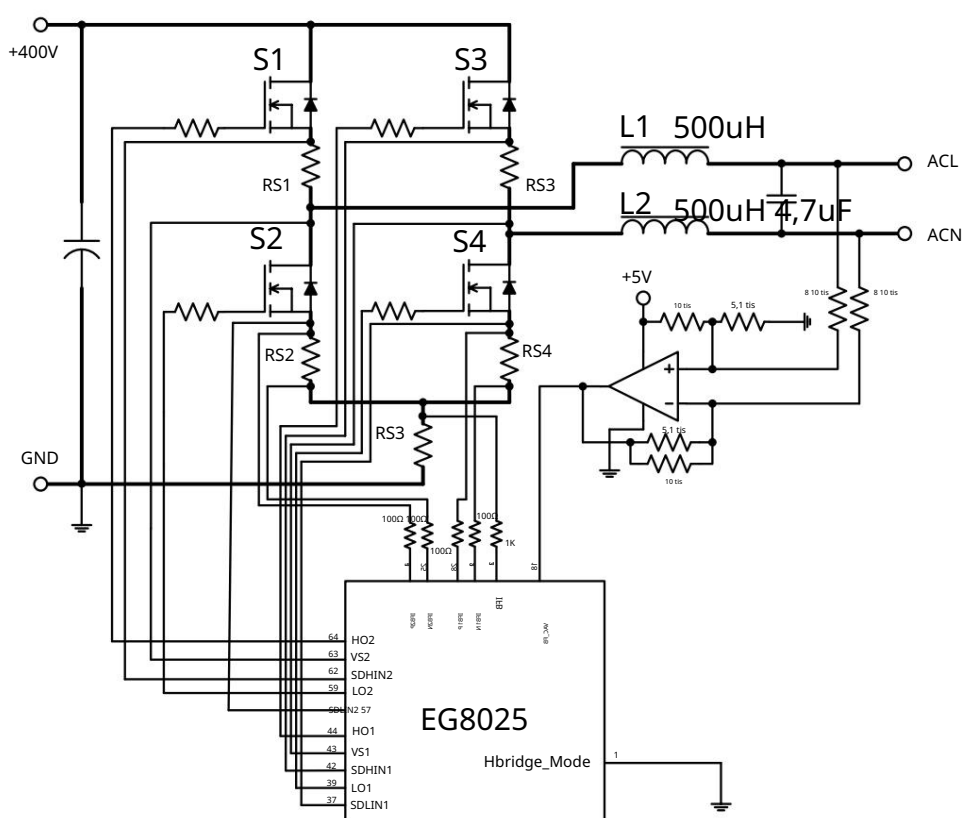 +400V
S1
S3
L1 500uH
ACL
RS1
RS3
L2 500uH 4,7uF
ACN
S2
S4
+5V
8 10 tis
8 10 tis
10 tis
5,1 tis
RS2
RS4
+
−
RS3
5,1 tis
10 tis
GND
100Ω
100Ω
100Ω
100Ω
1K
18
IFB
64 HO2
63 VS2
62 SDHIN2
59 LO2
SDLIN2 57
44 HO1
43 VS1
42 SDHIN1
39 LO1
37 SDLIN1
EG8025
Hbridge_Mode
1